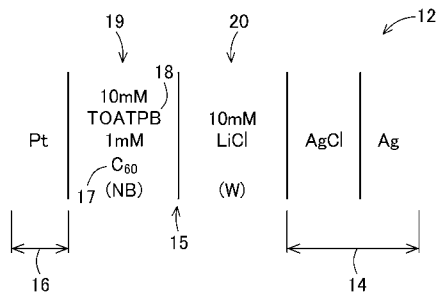 19
20
12
10mM
18
TOATPB
10mM
Pt
1mM
LiCl
AgCl
Ag
C₆₀
17
(NB)
(W)
15
16
14